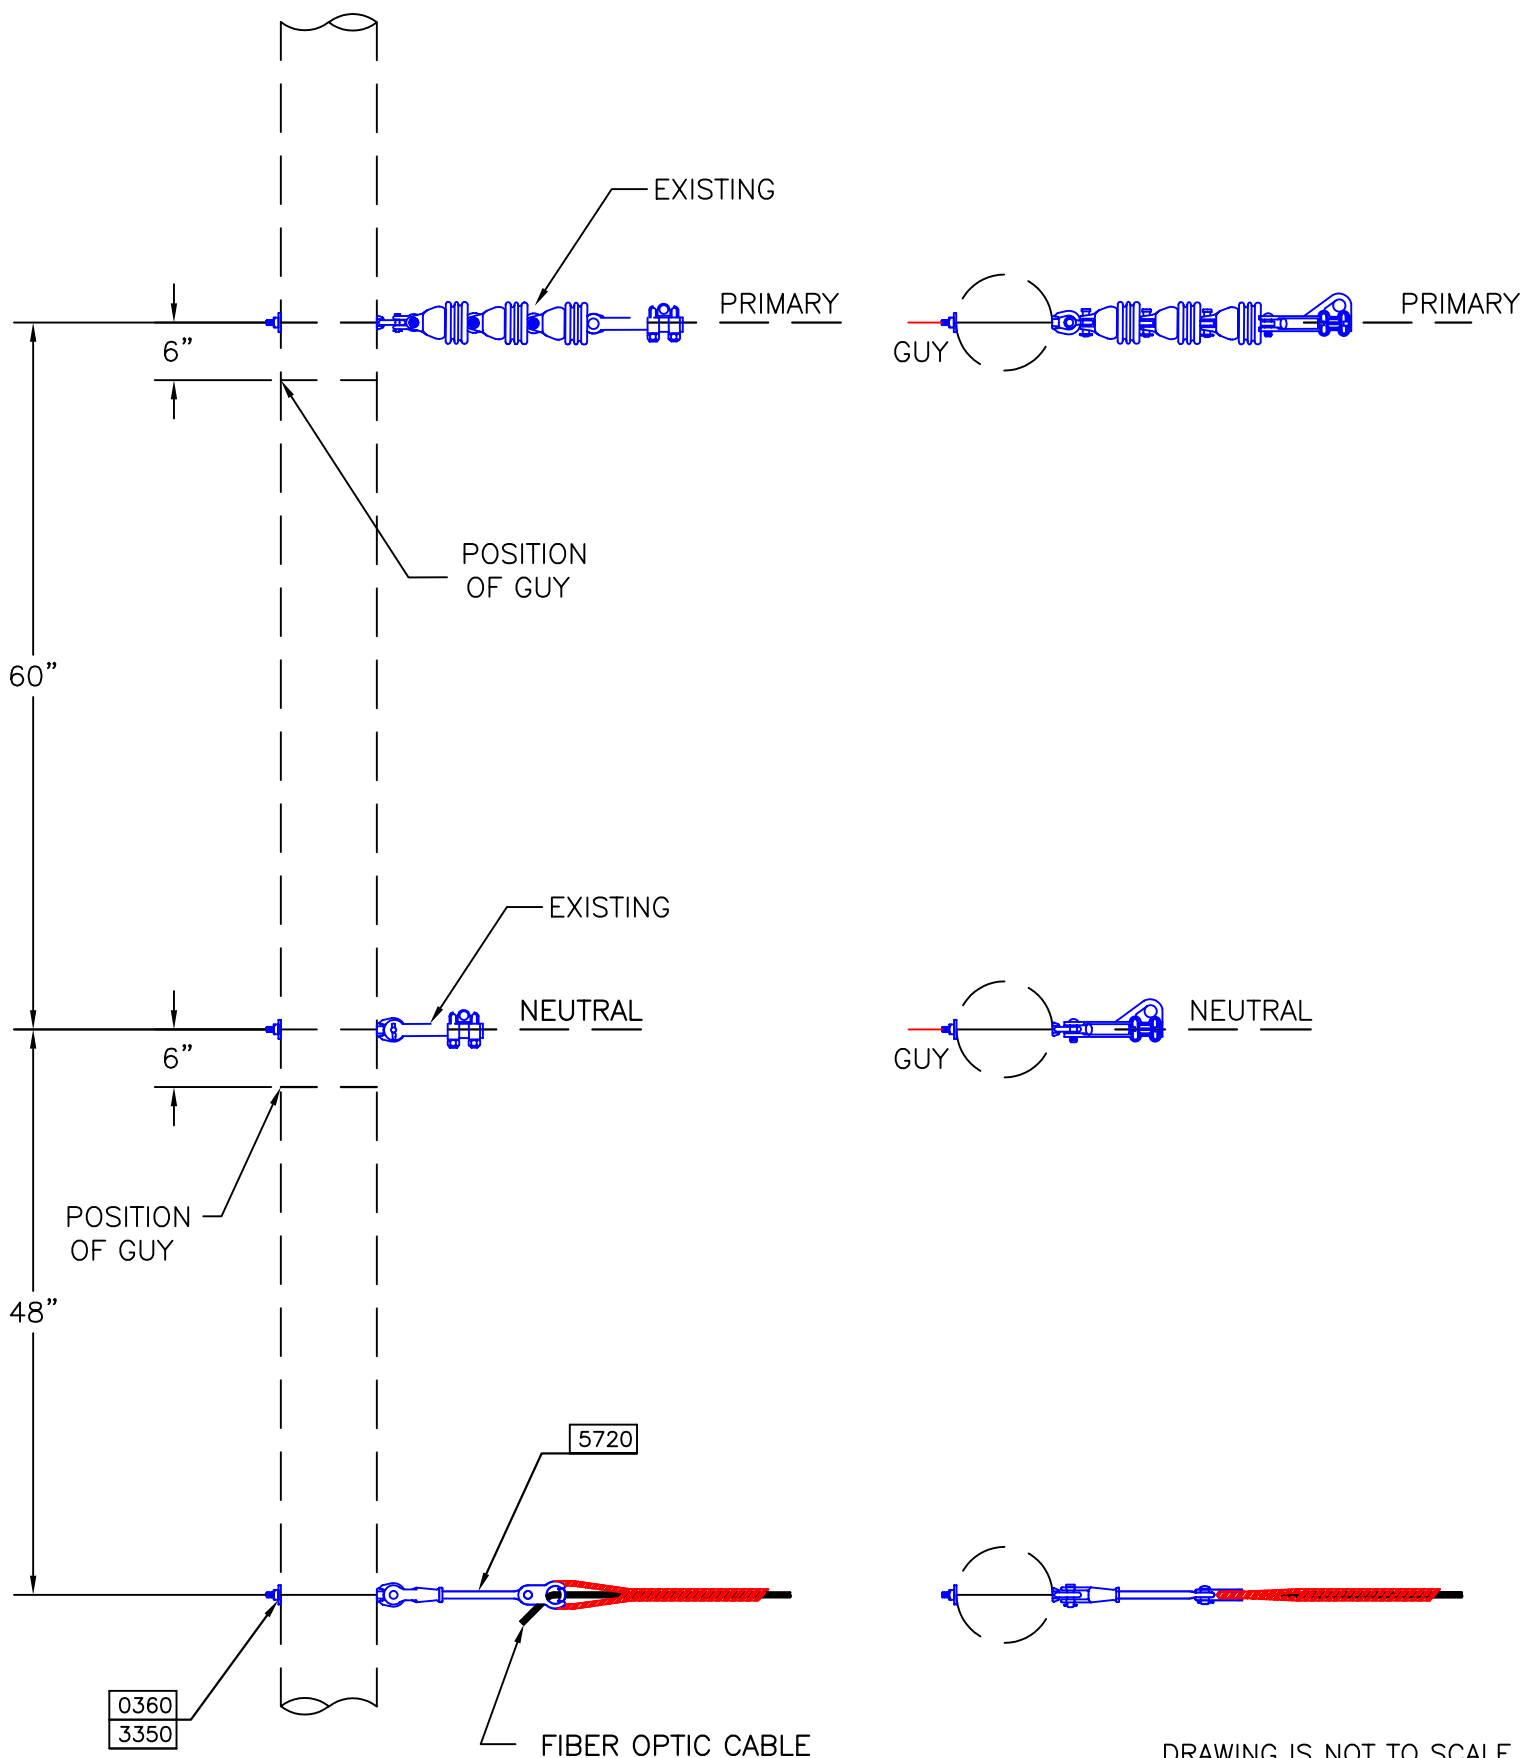 EXISTING
PRIMARY
PRIMARY
6”
GUY
POSITION
OF GUY
60”
EXISTING
NEUTRAL
NEUTRAL
6”
GUY
POSITION
OF GUY
48”
5720
0360
3350
FIBER OPTIC CABLE
DRAWING IS NOT TO SCALE